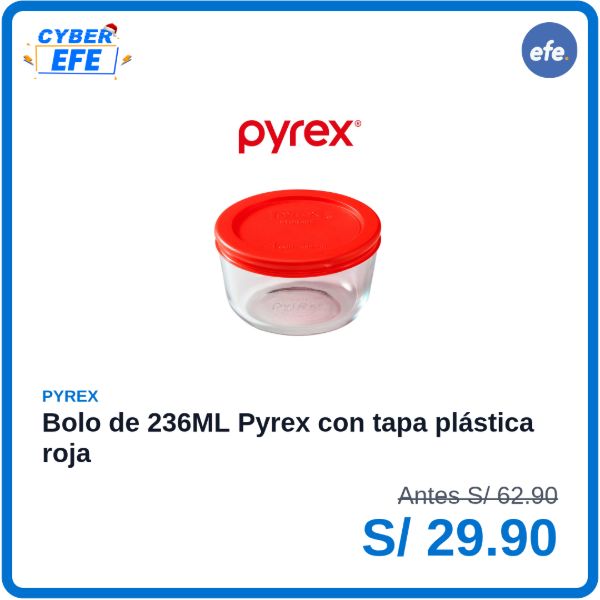 CYBER
EFE
efe.
pyrex®
PYREX
Bolo de 236ML Pyrex con tapa plástica
roja
Antes S/ 62.90
S/ 29.90